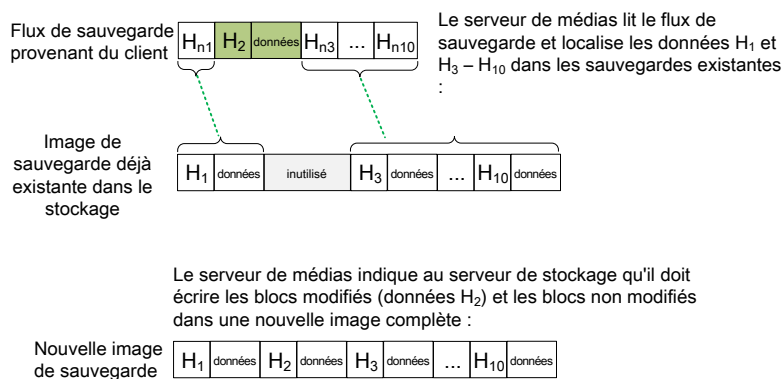 Flux de sauvegarde
provenant du client
Hn1 H2 données Hn3 ... Hn10
Le serveur de médias lit le flux de
sauvegarde et localise les données H1 et
H3 – H10 dans les sauvegardes existantes
:
Image de
sauvegarde déjà
existante dans le
stockage
H1 données inutilisé H3 données ... H10 données
Le serveur de médias indique au serveur de stockage qu'il doit
écrire les blocs modifiés (données H2) et les blocs non modifiés
dans une nouvelle image complète :
Nouvelle image
de sauvegarde
H1 données H2 données H3 données ... H10 données